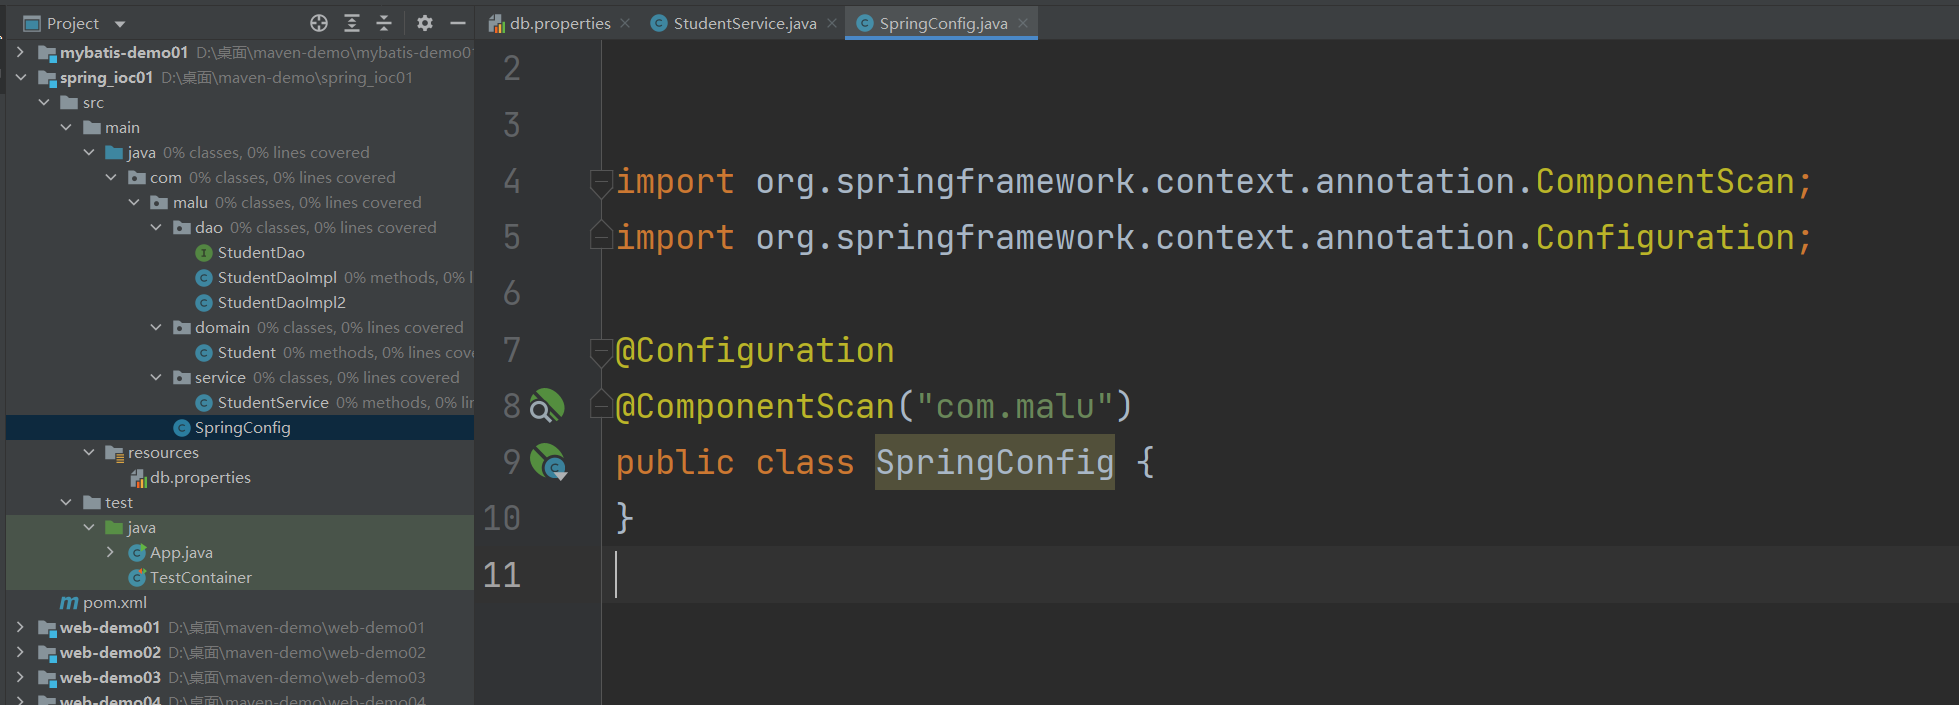 Project
mybatis-demo01 D:\桌面\maven-demo\mybatis-demo01
spring_ioc01 D:\桌面\maven-demo\spring_ioc01
src
main
java 0% classes, 0% lines covered
com 0% classes, 0% lines covered
malu 0% classes, 0% lines covered
dao 0% classes, 0% lines covered
StudentDao
StudentDaoImpl 0% methods, 0% l
StudentDaoImpl2
domain 0% classes, 0% lines covered
Student 0% methods, 0% lines cove
service 0% classes, 0% lines covered
StudentService 0% methods, 0% lin
SpringConfig
resources
db.properties
test
java
App.java
TestContainer
pom.xml
web-demo01 D:\桌面\maven-demo\web-demo01
web-demo02 D:\桌面\maven-demo\web-demo02
web-demo03 D:\桌面\maven-demo\web-demo03
web-demo04 D:\桌面\maven-demo\web-demo04
db.properties StudentService.java SpringConfig.java
2
3
4 import org.springframework.context.annotation.ComponentScan;
5 import org.springframework.context.annotation.Configuration;
6
7 @Configuration
8 @ComponentScan("com.malu")
9 public class SpringConfig {
10 }
11